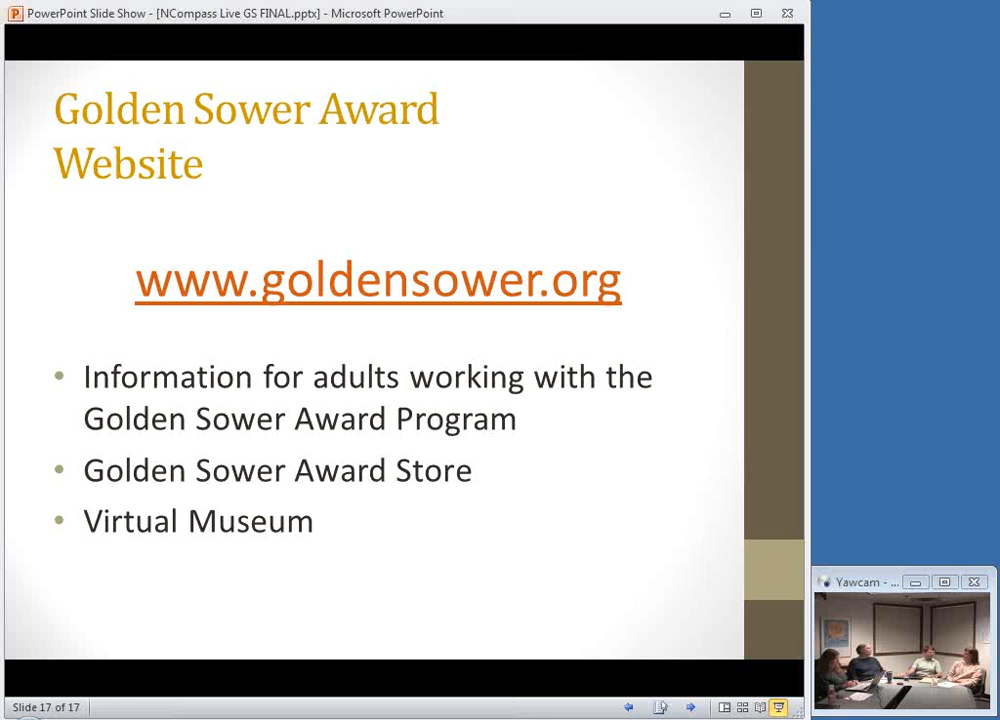 PowerPoint Slide Show - [NCompass Live GS FINAL.pptx] - Microsoft PowerPoint
Golden Sower Award
Website
www.goldensower.org
• Information for adults working with the
Golden Sower Award Program
• Golden Sower Award Store
• Virtual Museum
Yawcam - ...
Slide 17 of 17